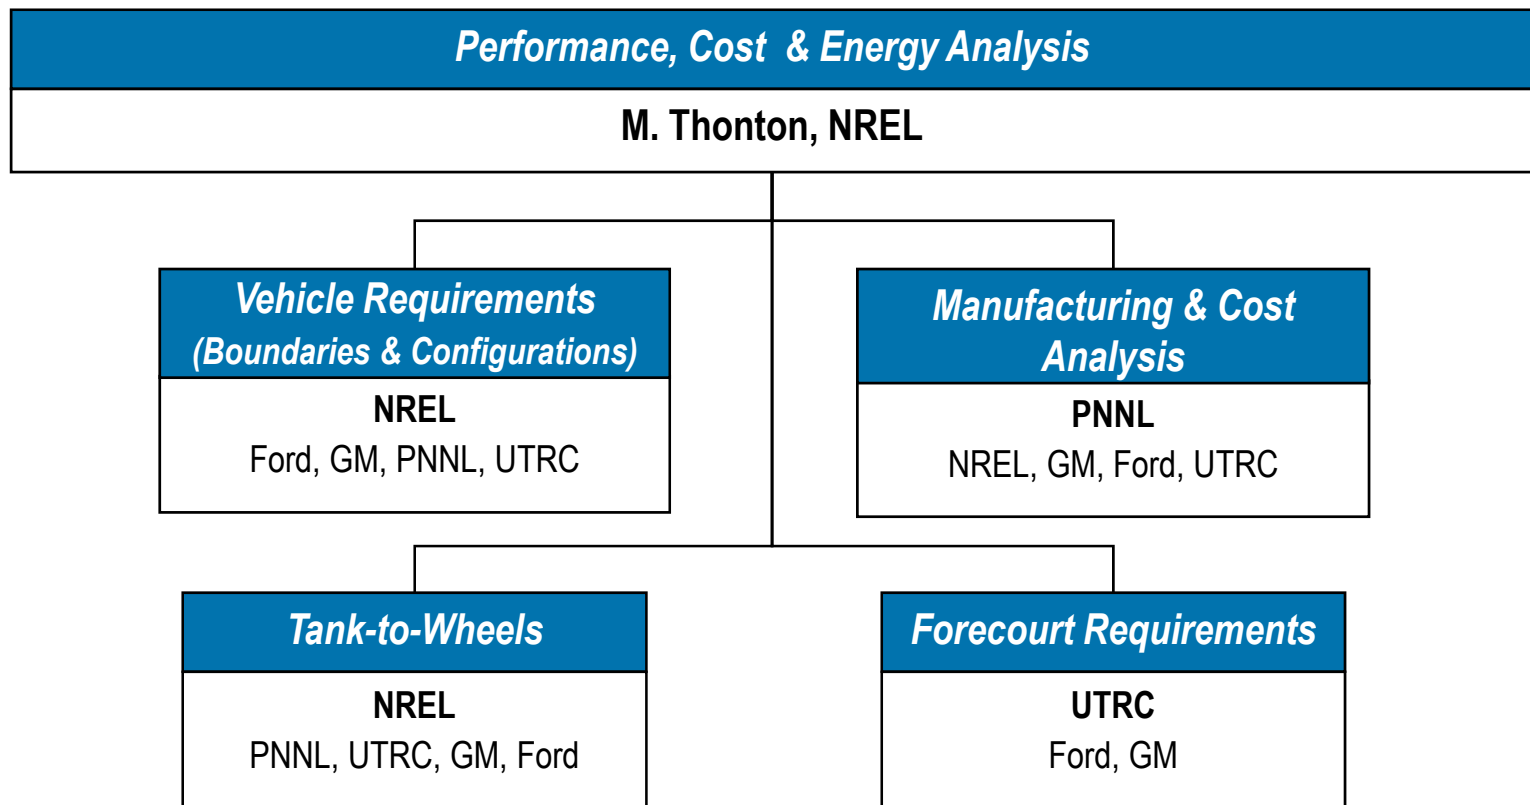 Performance, Cost & Energy Analysis
M. Thonton, NREL
Vehicle Requirements
(Boundaries & Configurations)
NREL
Ford, GM, PNNL, UTRC
Manufacturing & Cost
Analysis
PNNL
NREL, GM, Ford, UTRC
Tank-to-Wheels
NREL
PNNL, UTRC, GM, Ford
Forecourt Requirements
UTRC
Ford, GM